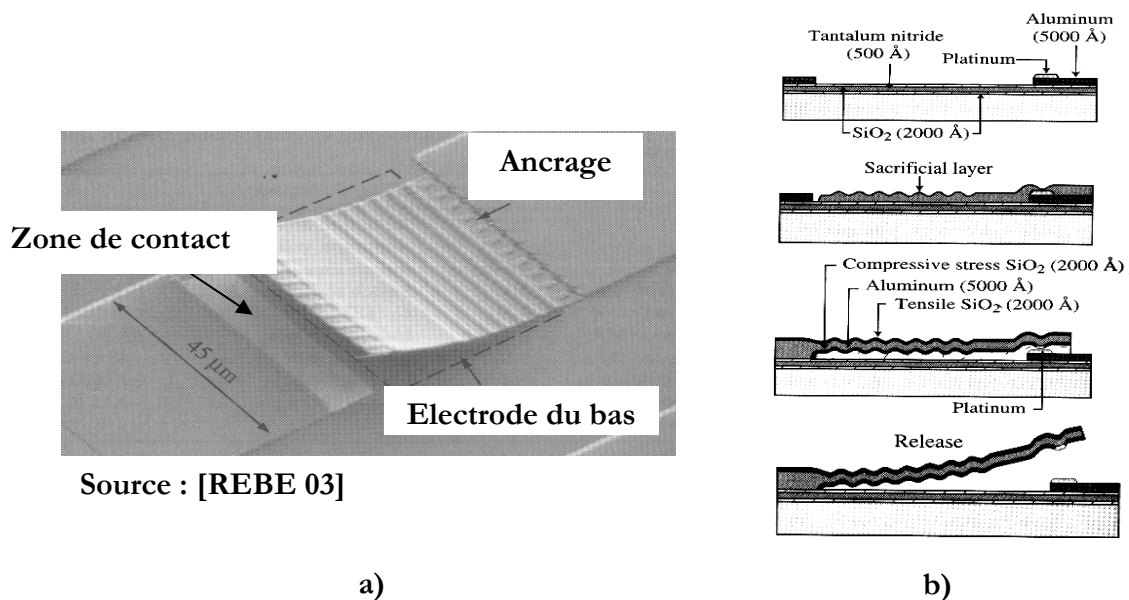 Ancrage
Zone de contact
45 μm
Electrode du bas
Source : [REBE 03]
a)
Aluminum
(5000 Å)
Tantalum nitride
(500 Å)
Platinum
SiO₂ (2000 Å)
Sacrificial layer
Compressive stress SiO₂ (2000 Å)
Aluminum (5000 Å)
Tensile SiO₂ (2000 Å)
Platinum
Release
b)